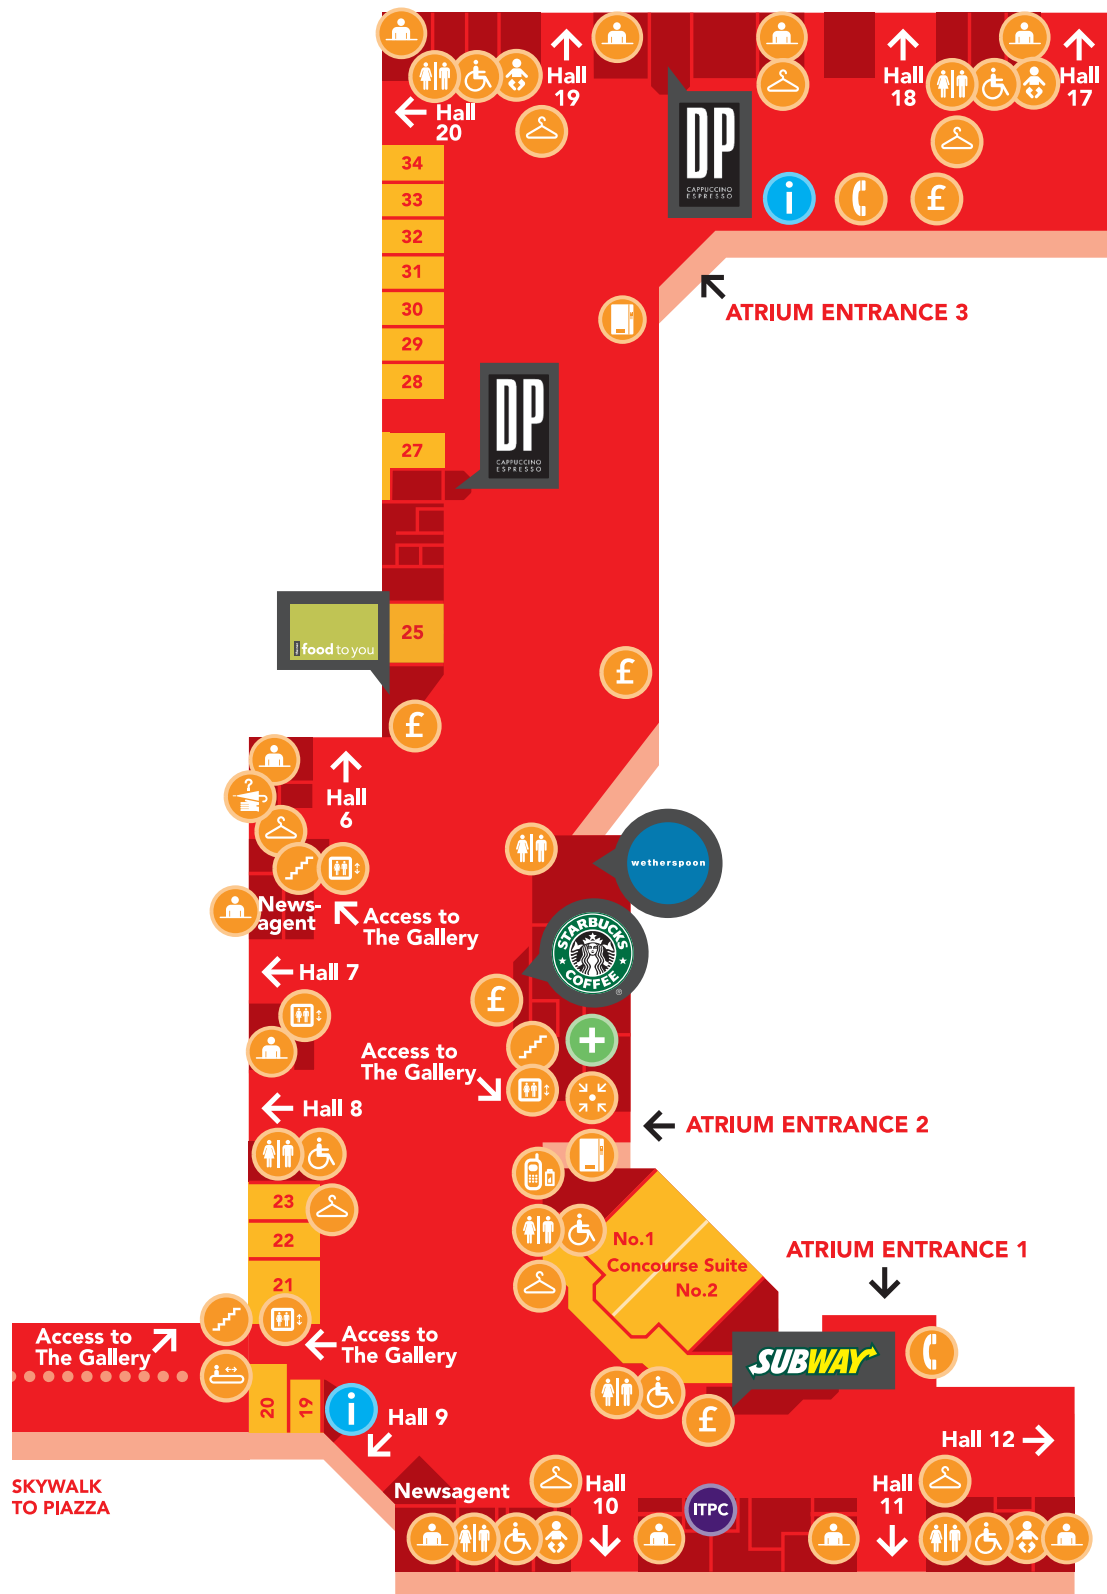 Hall
19
Hall
18
Hall
17
Hall
20
DP
CAPPUCCINO
ESPRESSO
i
£
34
33
32
31
30
29
28
27
25
ATRIUM ENTRANCE 3
DP
CAPPUCCINO
ESPRESSO
food to you
£
£
Hall
6
?
wetherspoon
News-
agent
Access to
The Gallery
STARBUCKS
COFFEE
®
Hall 7
£
Access to
The Gallery
Hall 8
ATRIUM ENTRANCE 2
23
22
21
No.1
Concourse Suite
No.2
ATRIUM ENTRANCE 1
Access to
The Gallery
Access to
The Gallery
SUBWAY
20
19
i
Hall 9
£
Hall 12
SKYWALK
TO PIAZZA
Newsagent
Hall
10
ITPC
Hall
11